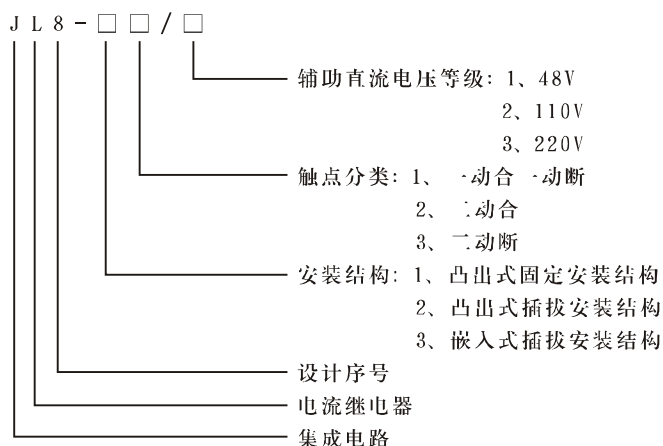 JL8-□□/□
辅助直流电压等级: 1、48V
2、110V
3、220V
触点分类: 1、一动合一动断
2、二动合
3、二动断
安装结构: 1、凸出式固定安装结构
2、凸出式插拔安装结构
3、嵌入式插拔安装结构
设计序号
电流继电器
集成电路